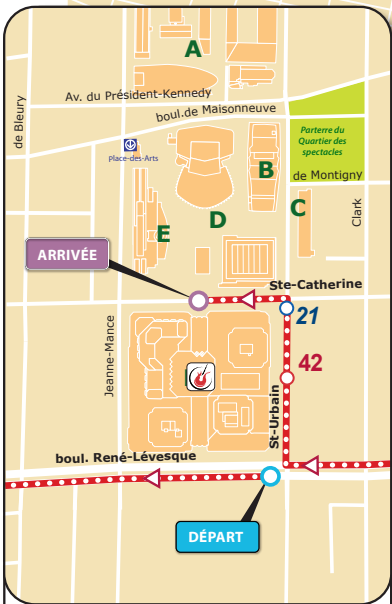 A
Av. du Président-Kennedy
boul.de Maisonneuve
de Bleury
Place-des-Arts
Parterre du
Quartier des
spectacles
B
de Montigny
C
D
E
Clark
ARRIVÉE
Ste-Catherine
21
Jeanne-Mance
42
St-Urbain
boul. René-Lévesque
DÉPART